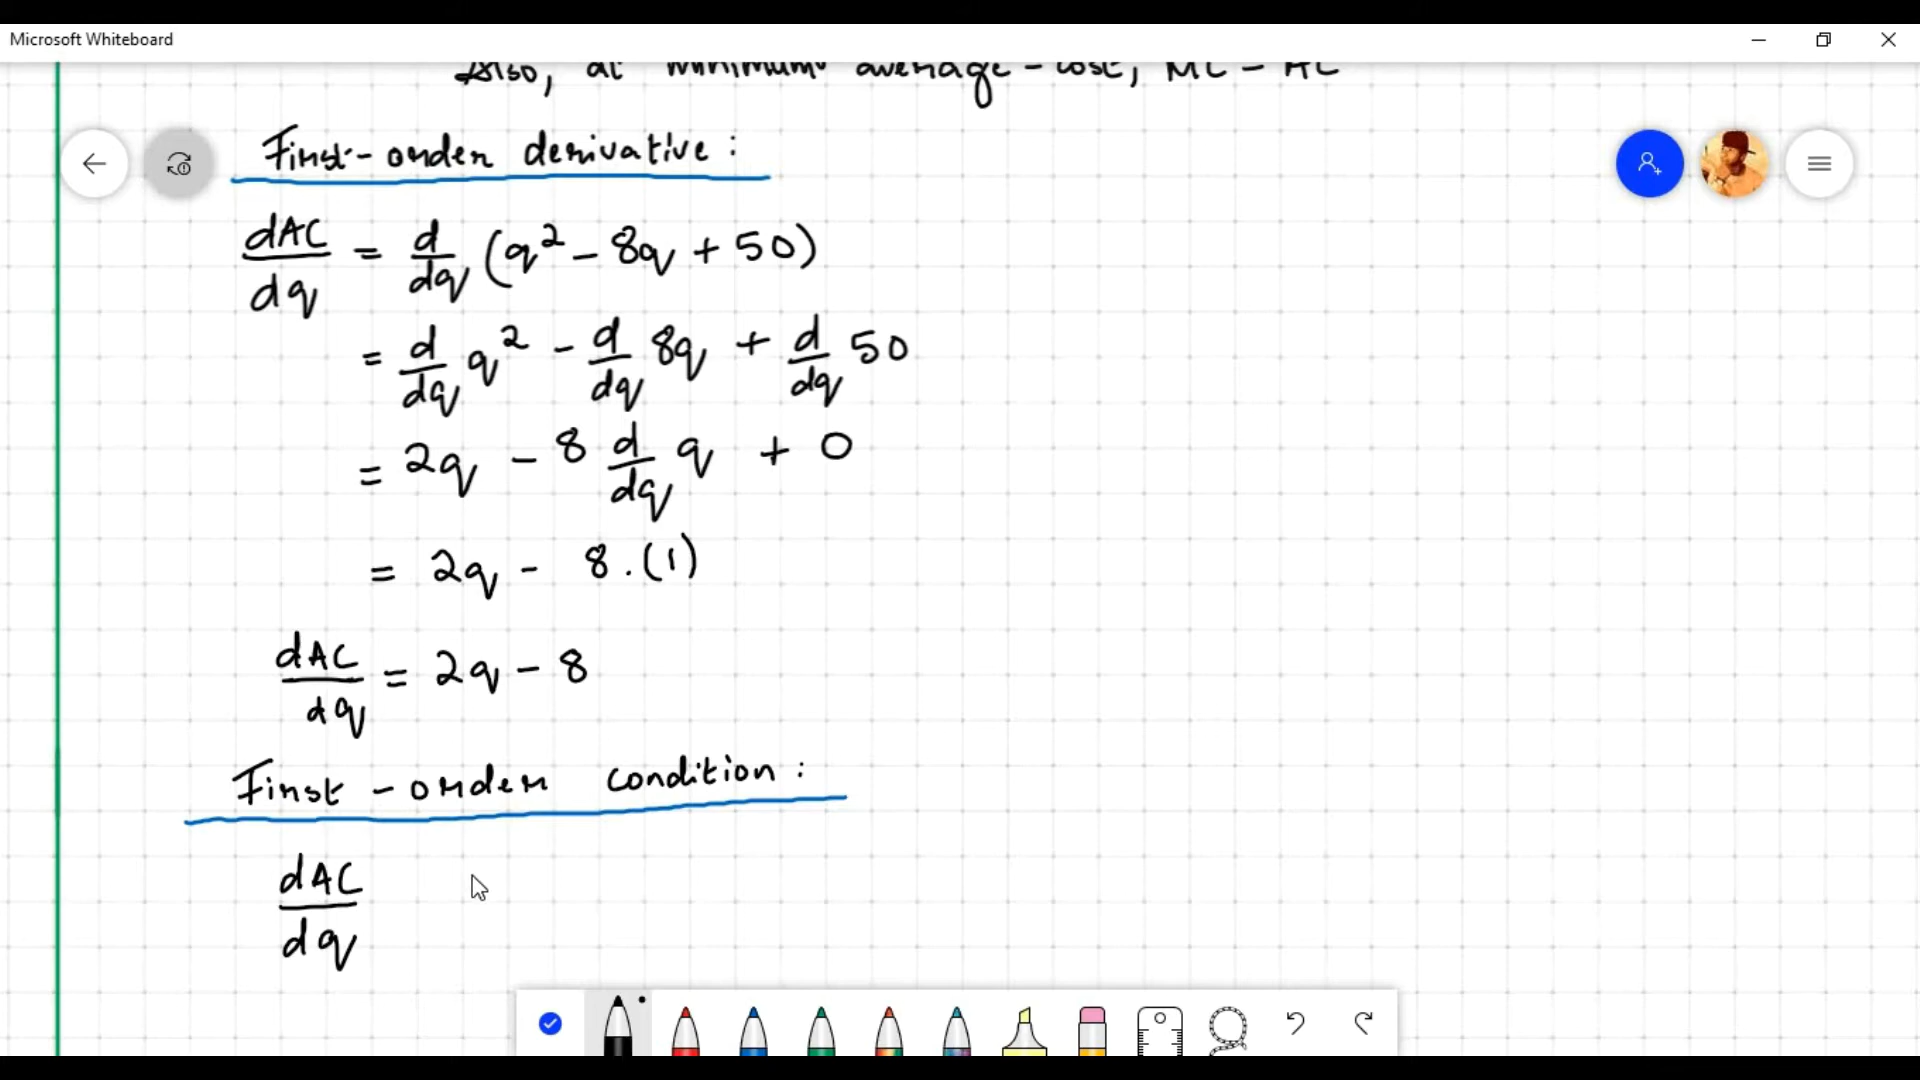 Microsoft Whiteboard
Also, at minimum average-cost, MC = AC
First-order derivative:
dAC/dq = d/dq (q² - 8q + 50)
= d/dq q² - d/dq 8q + d/dq 50
= 2q - 8 d/dq q + 0
= 2q - 8.(1)
dAC/dq = 2q - 8
First-order condition:
dAC/dq